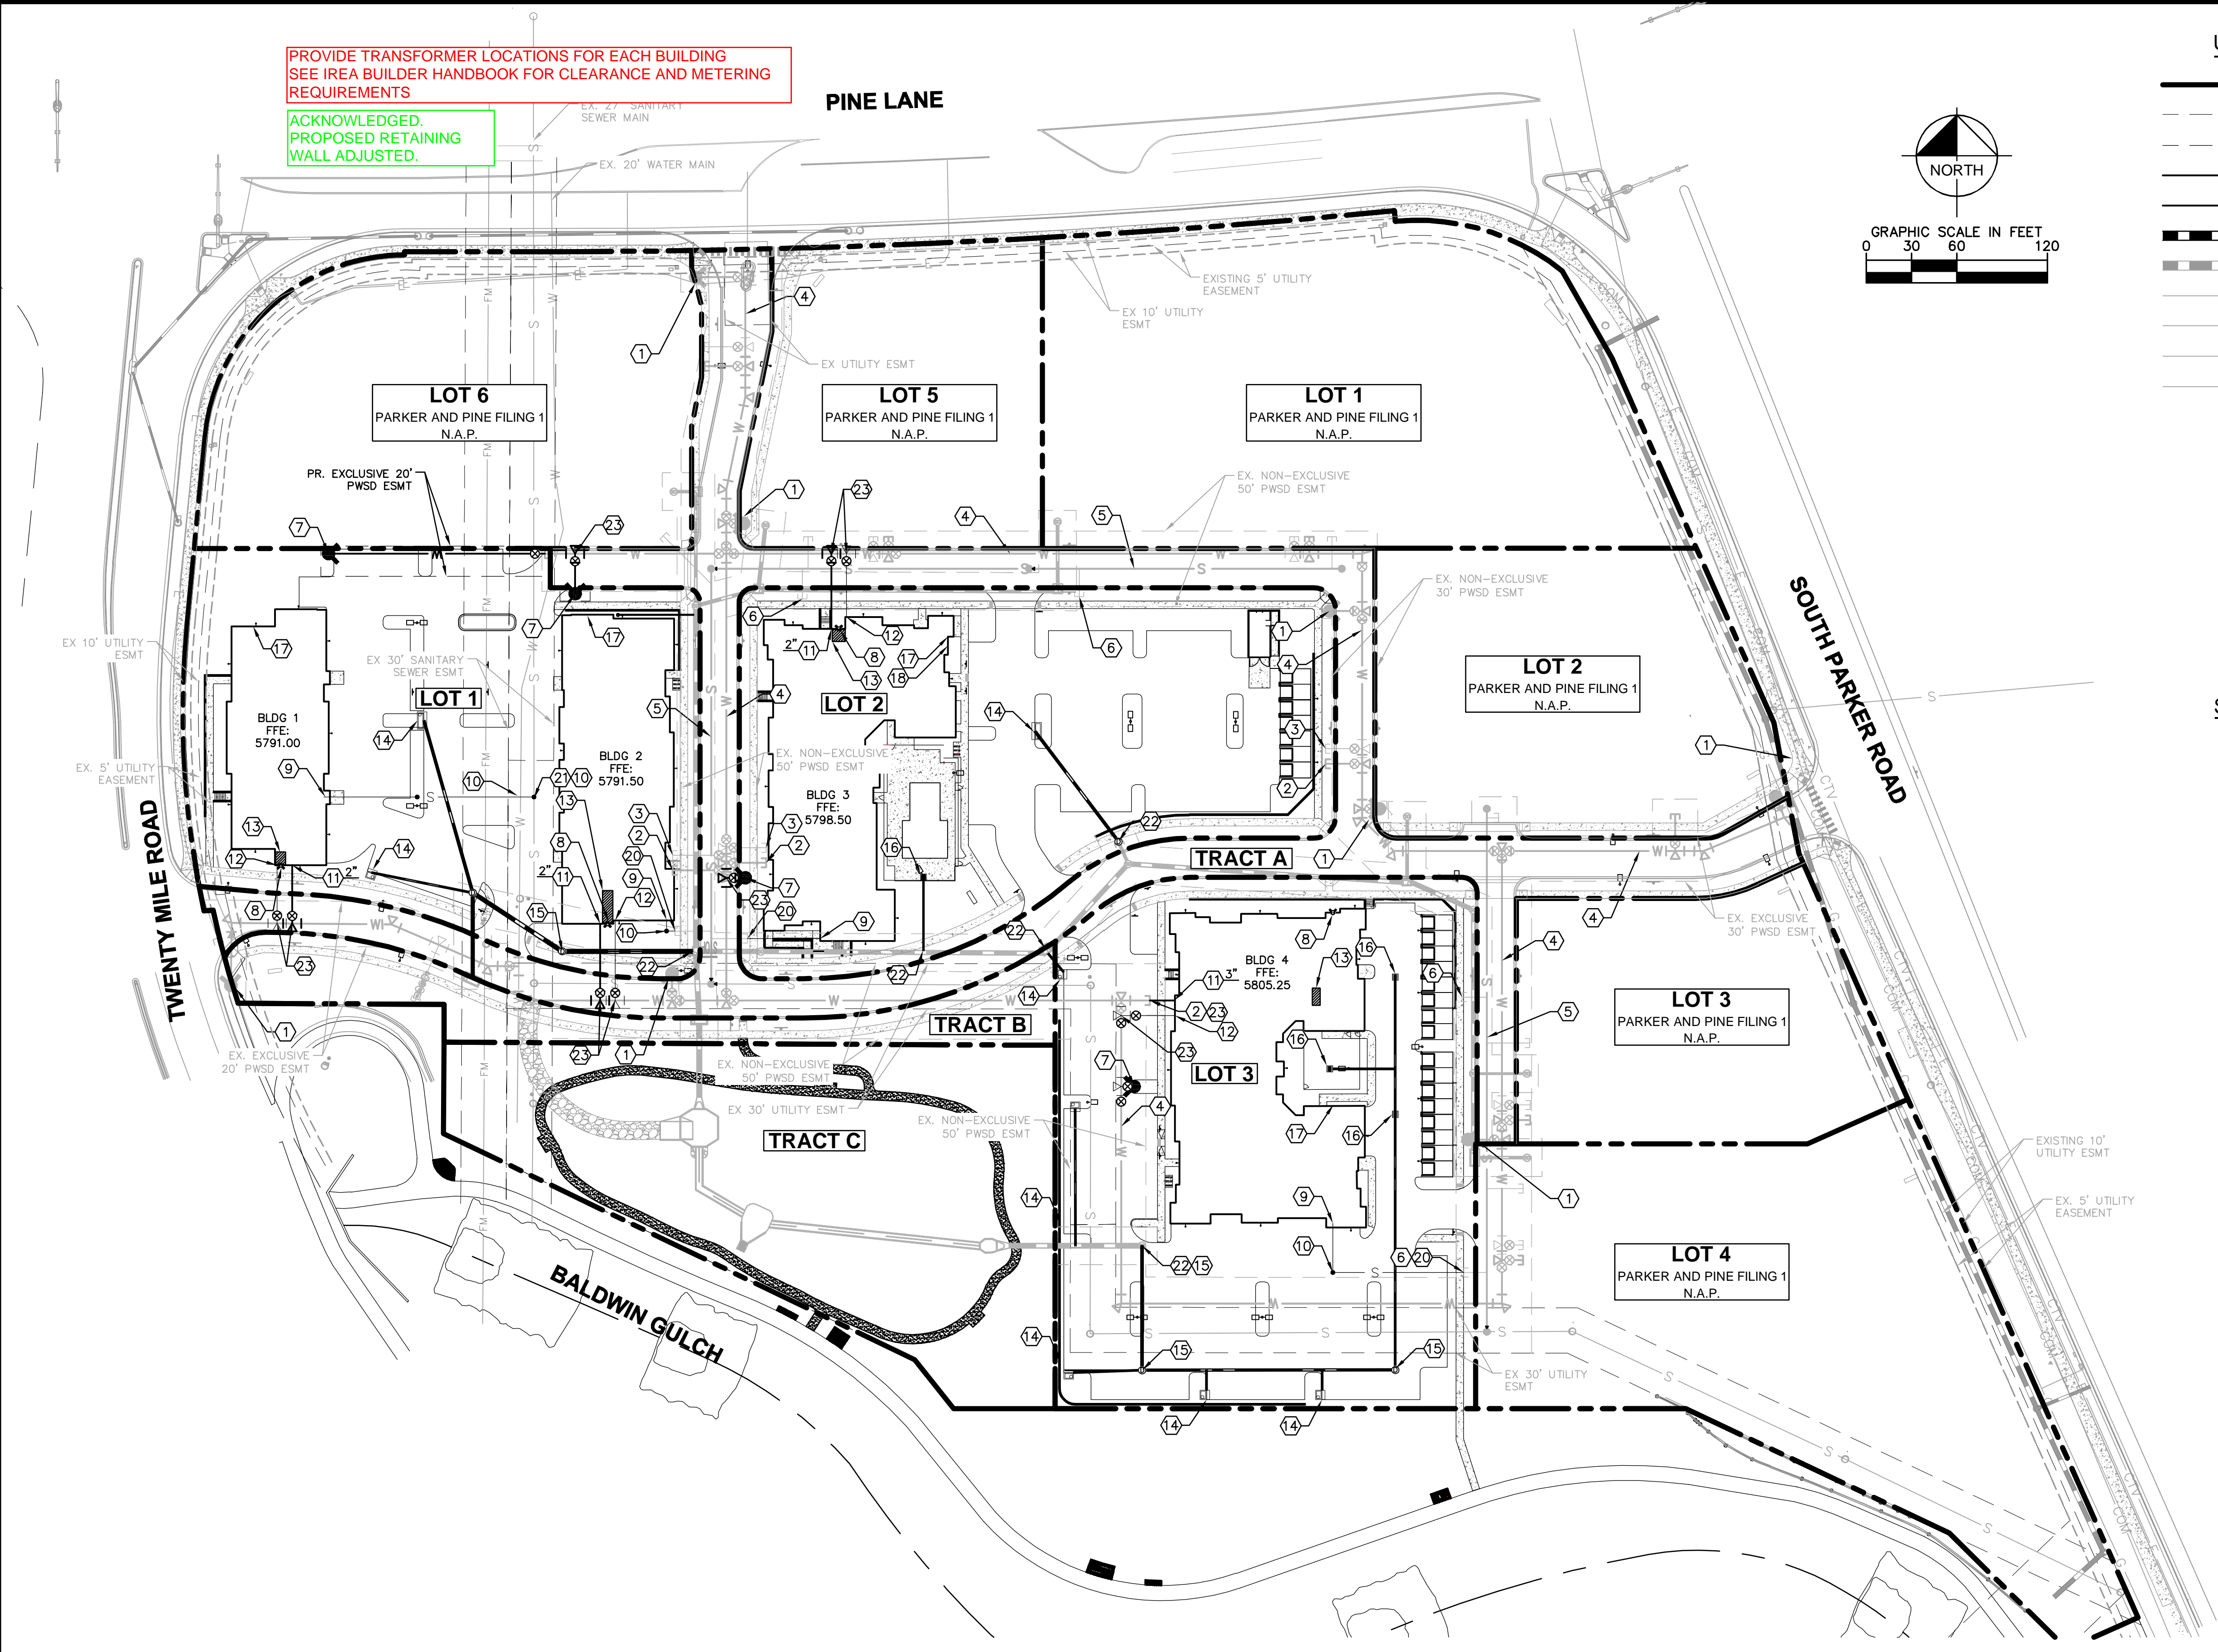 PROVIDE TRANSFORMER LOCATIONS FOR EACH BUILDING
SEE IREA BUILDER HANDBOOK FOR CLEARANCE AND METERING
REQUIREMENTS
ACKNOWLEDGED.
PROPOSED RETAINING
WALL ADJUSTED.
EX. 27" SANITARY
SEWER MAIN
EX. 20' WATER MAIN
PINE LANE
NORTH
GRAPHIC SCALE IN FEET
0 30 60 120
EXISTING 5' UTILITY
EASEMENT
EX 10' UTILITY
ESMT
EX UTILITY ESMT
LOT 6
PARKER AND PINE FILING 1
N.A.P.
LOT 5
PARKER AND PINE FILING 1
N.A.P.
LOT 1
PARKER AND PINE FILING 1
N.A.P.
PR. EXCLUSIVE 20'
PWSD ESMT
EX. NON-EXCLUSIVE
50' PWSD ESMT
EX. NON-EXCLUSIVE
30' PWSD ESMT
SOUTH PARKER ROAD
EX 10' UTILITY
ESMT
EX 30' SANITARY
SEWER ESMT
LOT 1
LOT 2
LOT 2
PARKER AND PINE FILING 1
N.A.P.
BLDG 1
FFE:
5791.00
BLDG 2
FFE:
5791.50
EX. NON-EXCLUSIVE
50' PWSD ESMT
BLDG 3
FFE:
5798.50
EX. 5' UTILITY
EASEMENT
TWENTY MILE ROAD
TRACT A
EX. EXCLUSIVE
30' PWSD ESMT
BLDG 4
FFE:
5805.25
2"
2"
2"
3"
LOT 3
PARKER AND PINE FILING 1
N.A.P.
TRACT B
EX. EXCLUSIVE
20' PWSD ESMT
EX. NON-EXCLUSIVE
50' PWSD ESMT
EX 30' UTILITY ESMT
LOT 3
EX. NON-EXCLUSIVE
50' PWSD ESMT
TRACT C
EXISTING 10'
UTILITY ESMT
EX. 5' UTILITY
EASEMENT
LOT 4
PARKER AND PINE FILING 1
N.A.P.
BALDWIN GULCH
EX 30' UTILITY
ESMT